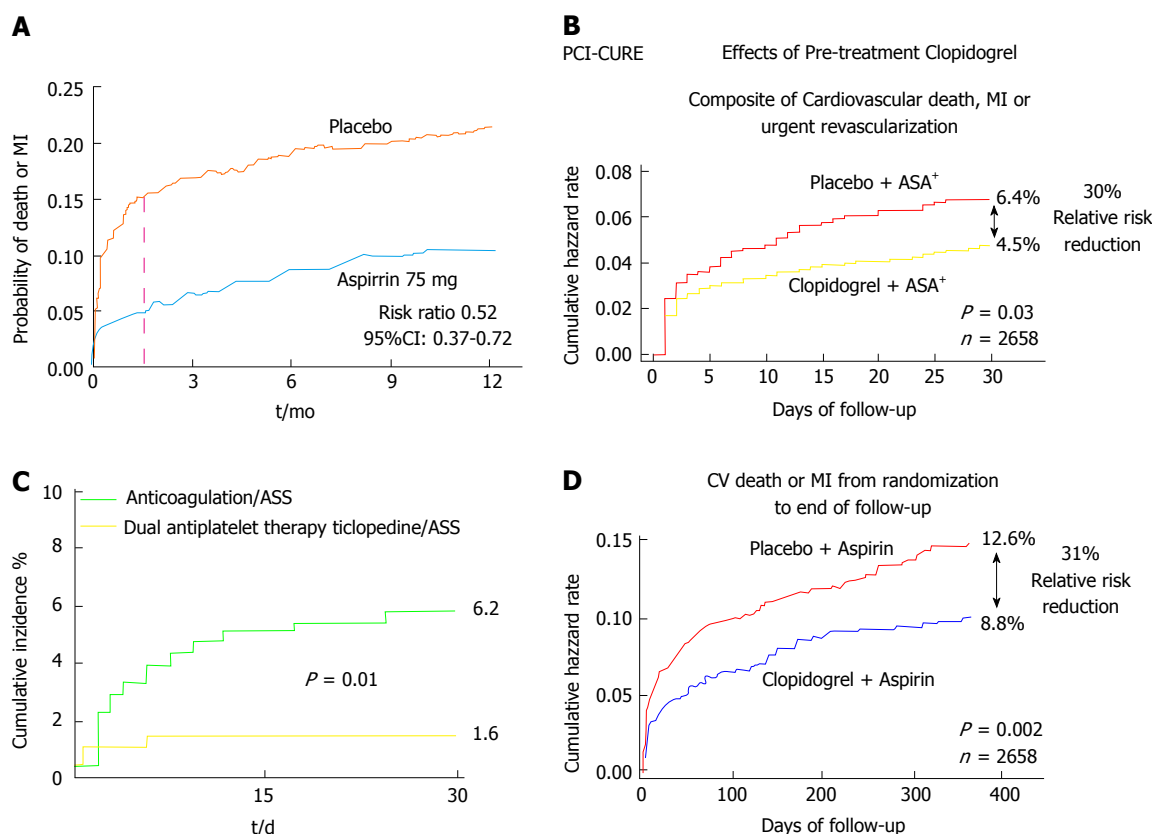 A
0.25
0.20
0.15
0.10
0.05
0.00
Probability of death or MI
Placebo
Aspirrin 75 mg
Risk ratio 0.52
95%CI: 0.37-0.72
0 3 6 9 12
t/mo
B
PCI-CURE Effects of Pre-treatment Clopidogrel
Composite of Cardiovascular death, MI or
urgent revascularization
0.08
0.06
0.04
0.02
0.00
Cumulative hazzard rate
Placebo + ASA⁺
Clopidogrel + ASA⁺
6.4%
4.5%
30%
Relative risk
reduction
P = 0.03
n = 2658
0 5 10 15 20 25 30
Days of follow-up
C
10
8
6
4
2
0
Cumulative inzidence %
Anticoagulation/ASS
Dual antiplatelet therapy ticlopedine/ASS
6.2
P = 0.01
1.6
15 30
t/d
D
CV death or MI from randomization
to end of follow-up
0.15
0.10
0.05
0.00
Cumulative hazzard rate
Placebo + Aspirin
Clopidogrel + Aspirin
12.6%
8.8%
31%
Relative risk
reduction
P = 0.002
n = 2658
0 100 200 300 400
Days of follow-up